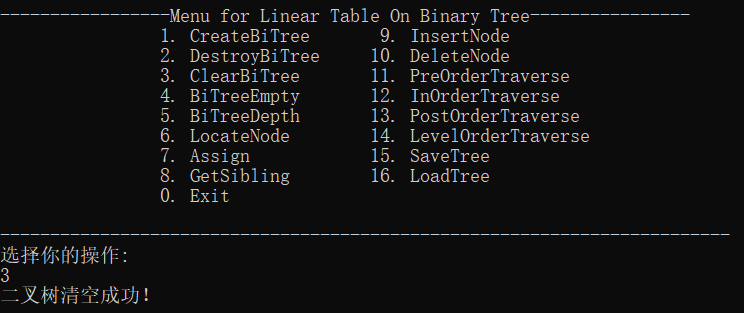 -----------------Menu for Linear Table On Binary Tree----------------
1. CreateBiTree 9. InsertNode
2. DestroyBiTree 10. DeleteNode
3. ClearBiTree 11. PreOrderTraverse
4. BiTreeEmpty 12. InOrderTraverse
5. BiTreeDepth 13. PostOrderTraverse
6. LocateNode 14. LevelOrderTraverse
7. Assign 15. SaveTree
8. GetSibling 16. LoadTree
0. Exit
-------------------------------------------------------------------------
选择你的操作:
3
二叉树清空成功!